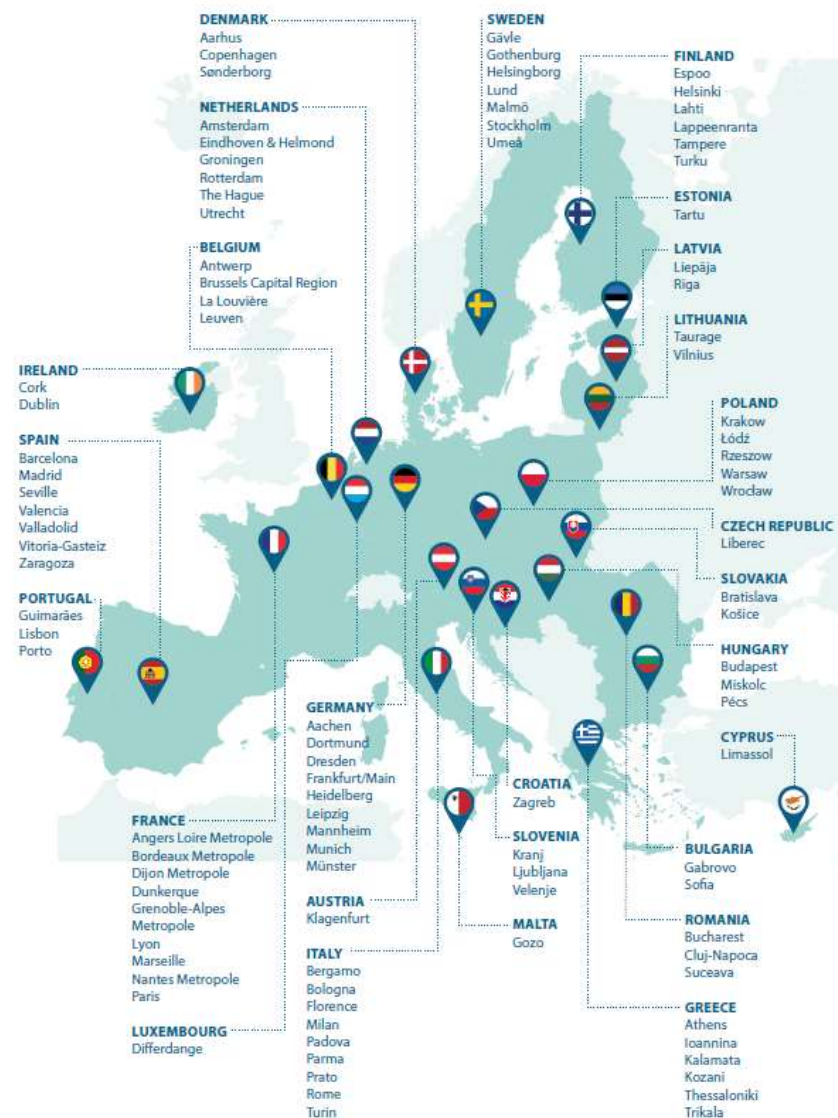 DENMARK
Aarhus
Copenhagen
Sønderborg
NETHERLANDS
Amsterdam
Eindhoven & Helmond
Groningen
Rotterdam
The Hague
Utrecht
BELGIUM
Antwerp
Brussels Capital Region
La Louvière
Leuven
IRELAND
Cork
Dublin
SPAIN
Barcelona
Madrid
Seville
Valencia
Valladolid
Vitoria-Gasteiz
Zaragoza
PORTUGAL
Guimarães
Lisbon
Porto
SWEDEN
Gävle
Gothenburg
Helsingborg
Lund
Malmö
Stockholm
Umeå
FINLAND
Espoo
Helsinki
Lahti
Lappeenranta
Tampere
Turku
ESTONIA
Tartu
LATVIA
Liepāja
Riga
LITHUANIA
Taurage
Vilnius
POLAND
Krakow
Łódź
Rzeszow
Warsaw
Wrocław
CZECH REPUBLIC
Liberec
SLOVAKIA
Bratislava
Košice
HUNGARY
Budapest
Miskolc
Pécs
CYPRUS
Limassol
FRANCE
Angers Loire Metropole
Bordeaux Metropole
Dijon Metropole
Dunkerque
Grenoble-Alpes
Metropole
Lyon
Marseille
Nantes Metropole
Paris
LUXEMBOURG
Differdange
GERMANY
Aachen
Dortmund
Dresden
Frankfurt/Main
Heidelberg
Leipzig
Mannheim
Munich
Münster
AUSTRIA
Klagenfurt
ITALY
Bergamo
Bologna
Florence
Milan
Padova
Parma
Prato
Rome
Turin
CROATIA
Zagreb
SLOVENIA
Kranj
Ljubljana
Velenje
MALTA
Gozo
BULGARIA
Gabrovo
Sofia
ROMANIA
Bucharest
Cluj-Napoca
Suceava
GREECE
Athens
Ioannina
Kalamata
Kozani
Thessaloniki
Trikala